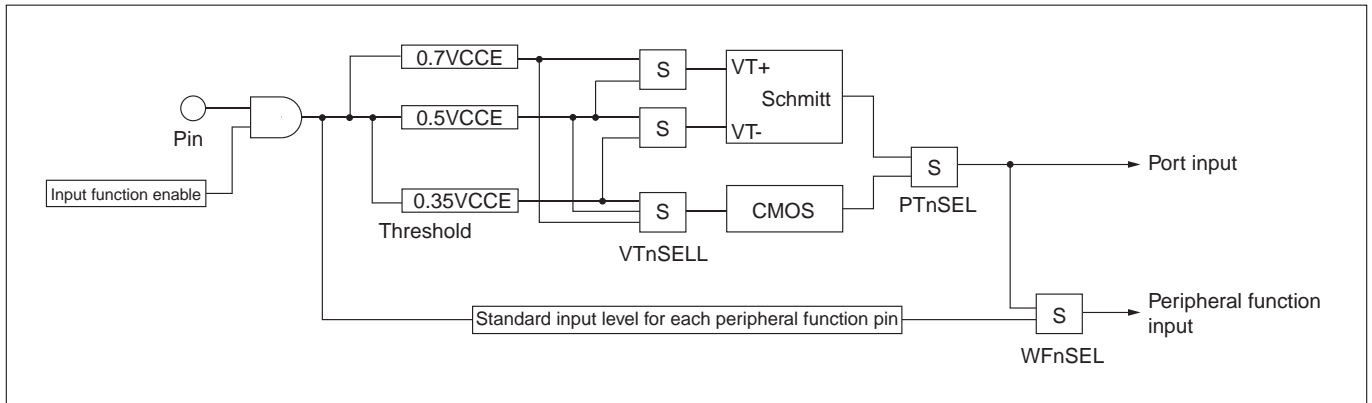 0.7VCCE
S
VT+
Schmitt
0.5VCCE
S
VT-
Pin
S
Port input
Input function enable
0.35VCCE
S
CMOS
PTnSEL
Threshold
VTnSELL
Standard input level for each peripheral function pin
S
Peripheral function
input
WFnSEL